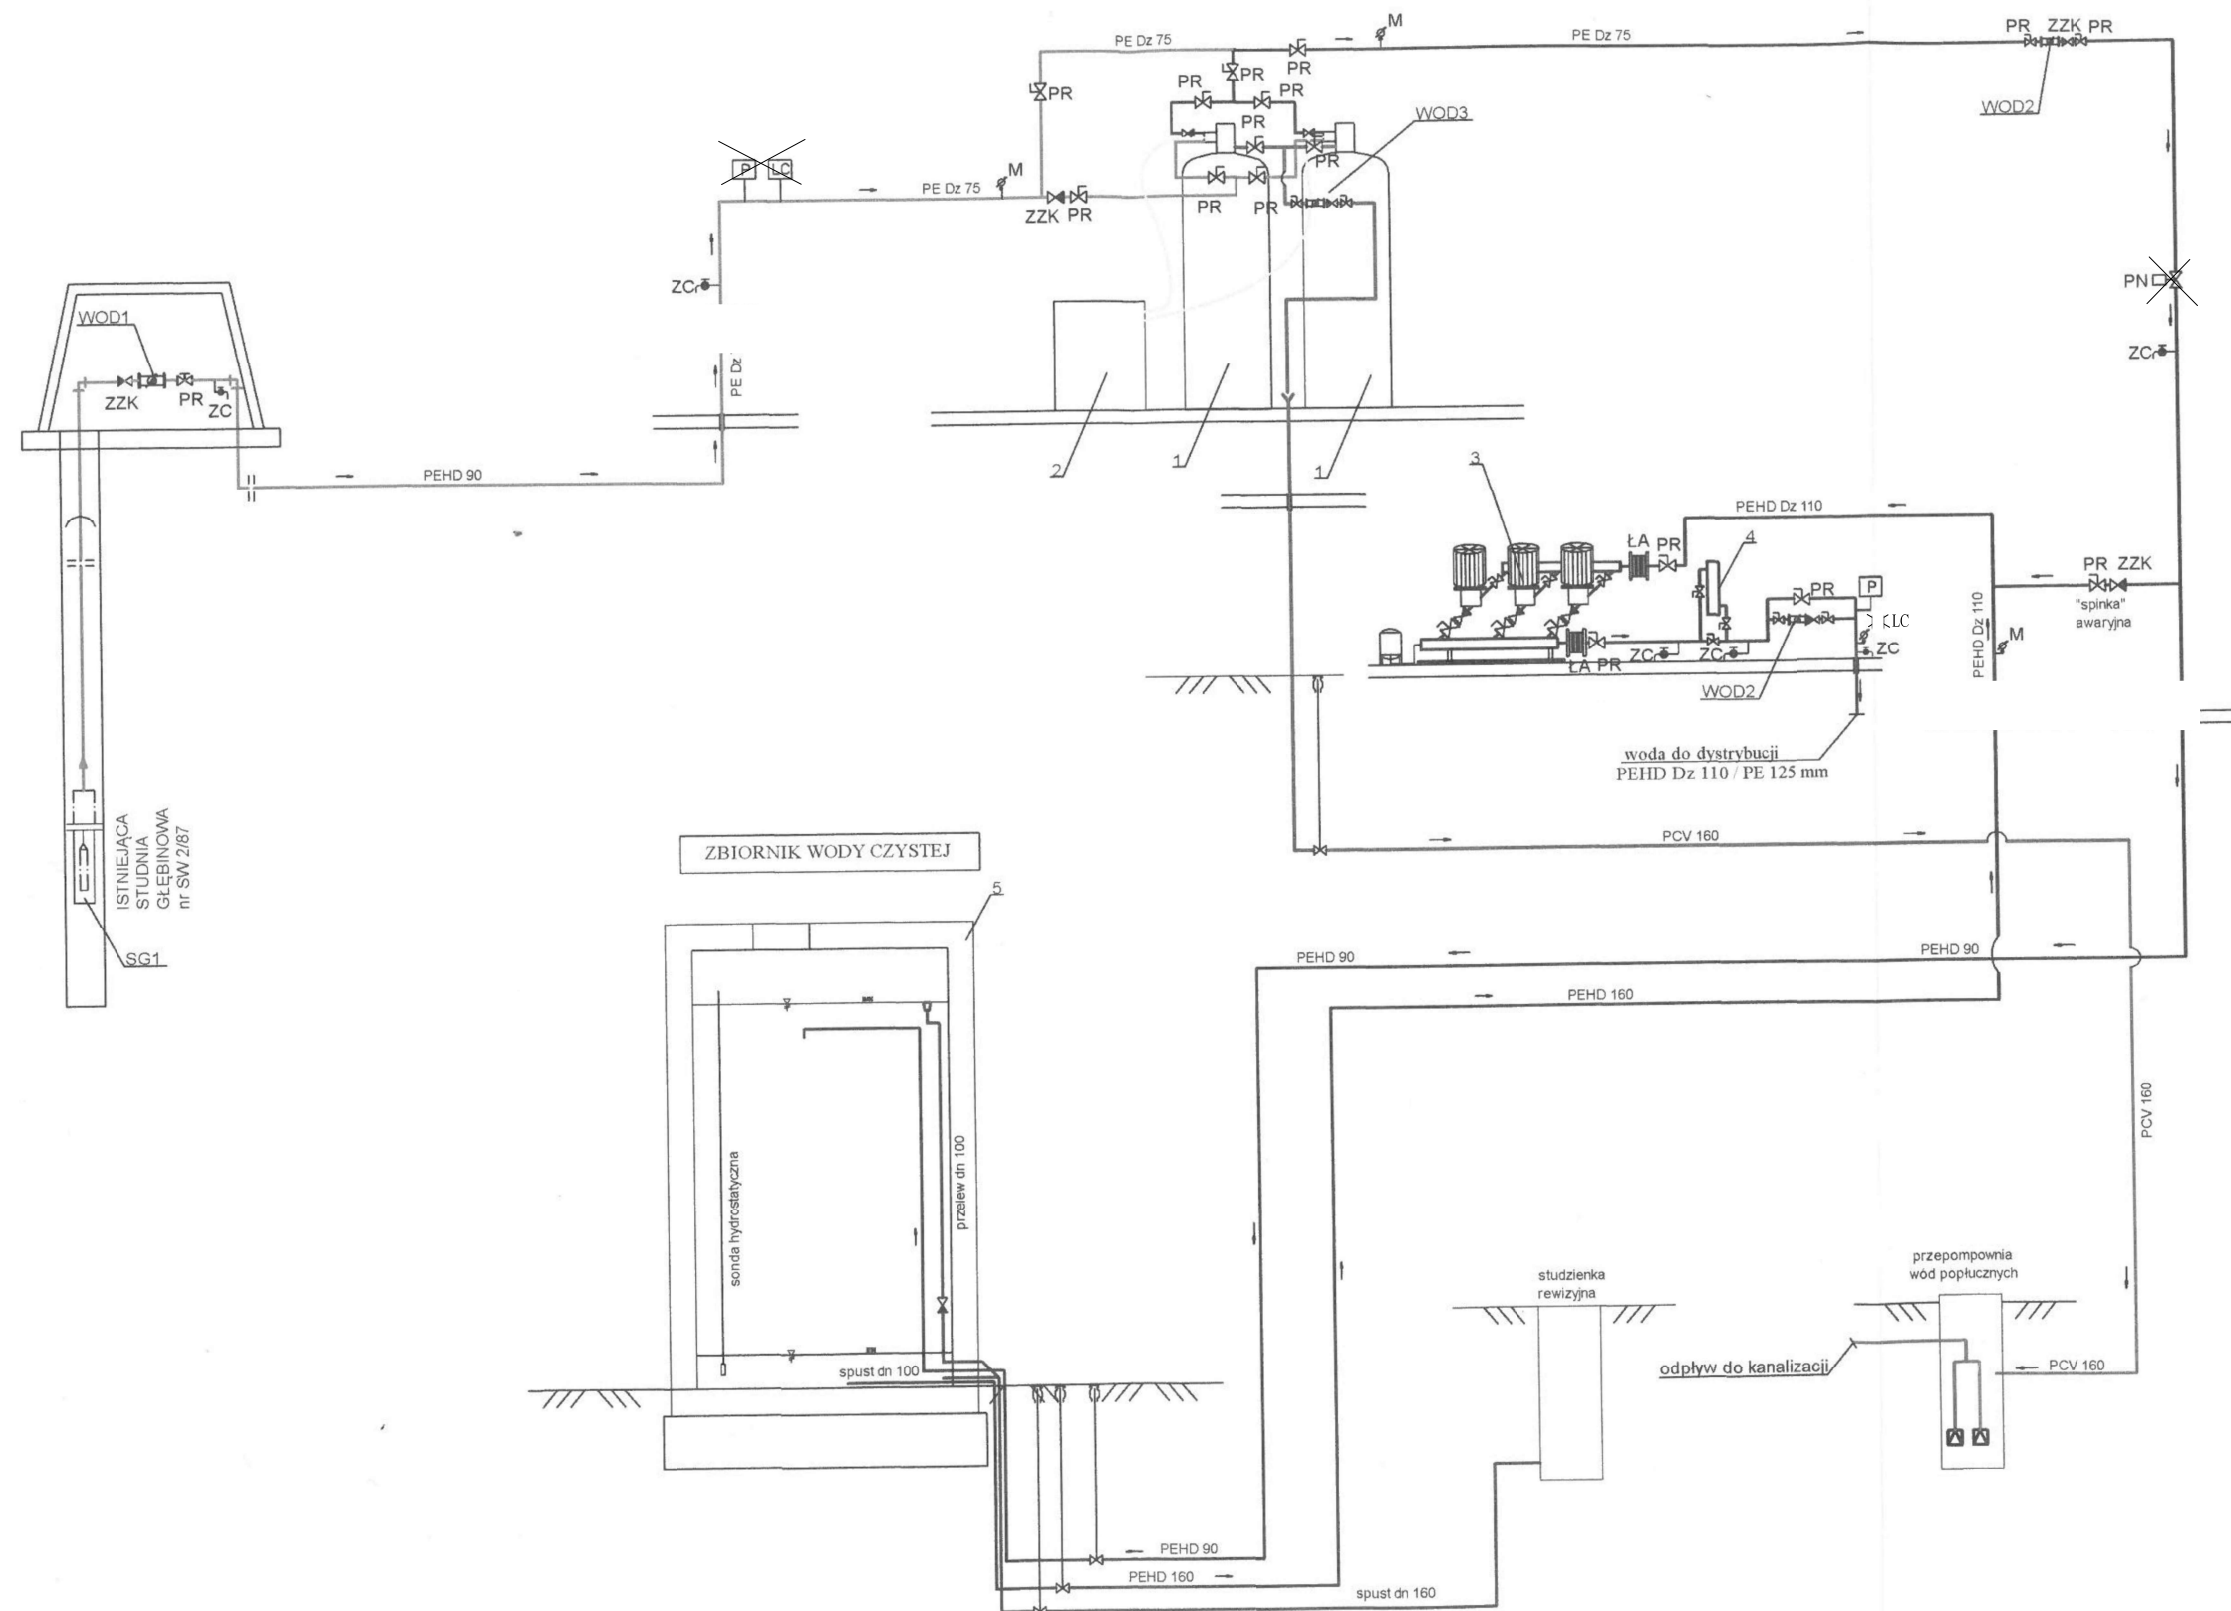 PE Dz 75
M
PE Dz 75
PR ZZK PR
WOD2
PR
PR
PR
PR
PR
PR
WOD3
PR
P
LC
M
PE Dz 75
ZZK PR
PR
PR
PR
ZC
PN
ZC
WOD1
ZZK
PR
ZC
PE Dz
PEHD 90
2
1
1
3
PEHD Dz 110
ŁA PR
4
PR
P
LC
M
ZC
PR ZZK
"spinka"
awaryjna
PEHD Dz 110
ZC
ZC
ŁA PR
WOD2
woda do dystrybucji
PEHD Dz 110 / PE 125 mm
ISTNIEJĄCA
STUDNIA
GŁĘBINOWA
nr SW 2/87
SG1
ZBIORNIK WODY CZYSTEJ
5
PCV 160
PEHD 90
PEHD 90
PEHD 160
PCV 160
sonda hydrostatyczna
przelew dn 100
spust dn 100
studzienka
rewizyjna
przepompownia
wód popłucznych
odpływ do kanalizacji
PCV 160
PEHD 90
PEHD 160
spust dn 160